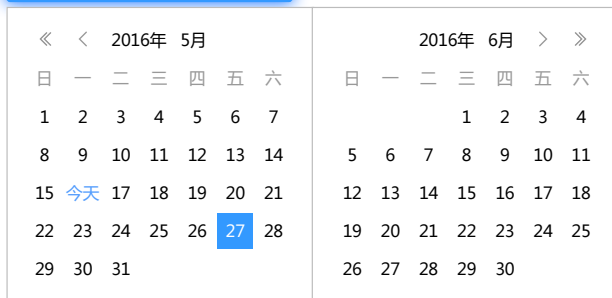 2016年 5月
日 一 二 三 四 五 六
1 2 3 4 5 6 7
8 9 10 11 12 13 14
15 今天 17 18 19 20 21
22 23 24 25 26 27 28
29 30 31
2016年 6月
日 一 二 三 四 五 六
1 2 3 4
5 6 7 8 9 10 11
12 13 14 15 16 17 18
19 20 21 22 23 24 25
26 27 28 29 30